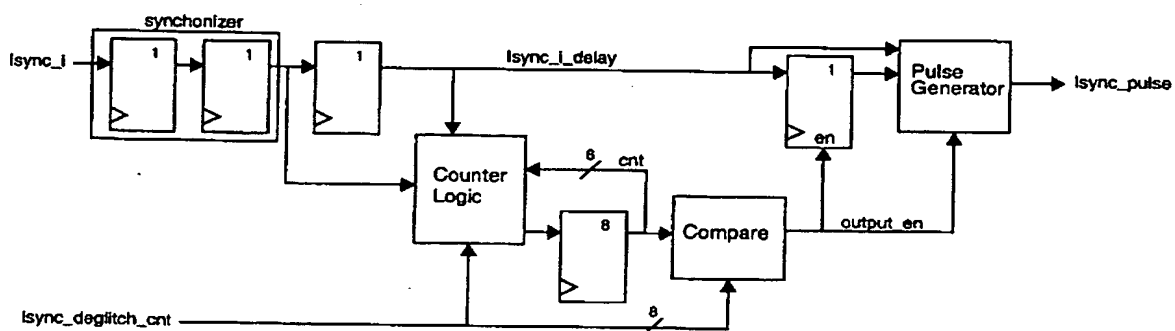 synchonizer
lsync_i
1
1
1
lsync_i_delay
1
en
Pulse
Generator
lsync_pulse
Counter
Logic
8
cnt
8
Compare
output_en
lsync_deglitch_cnt
8